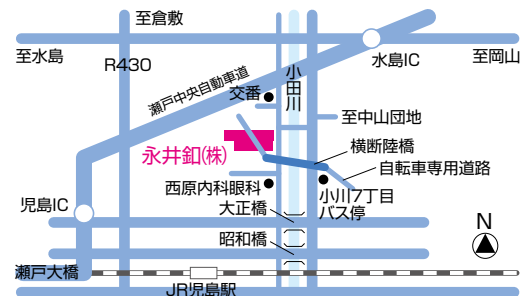 至倉敷
至水島
R430
瀬戸中央自動車道
小田川
水島IC
至岡山
交番
至中山団地
永井釦㈱
横断陸橋
自転車専用道路
西原内科眼科
小川7丁目
バス停
児島IC
大正橋
昭和橋
N
瀬戸大橋
JR児島駅